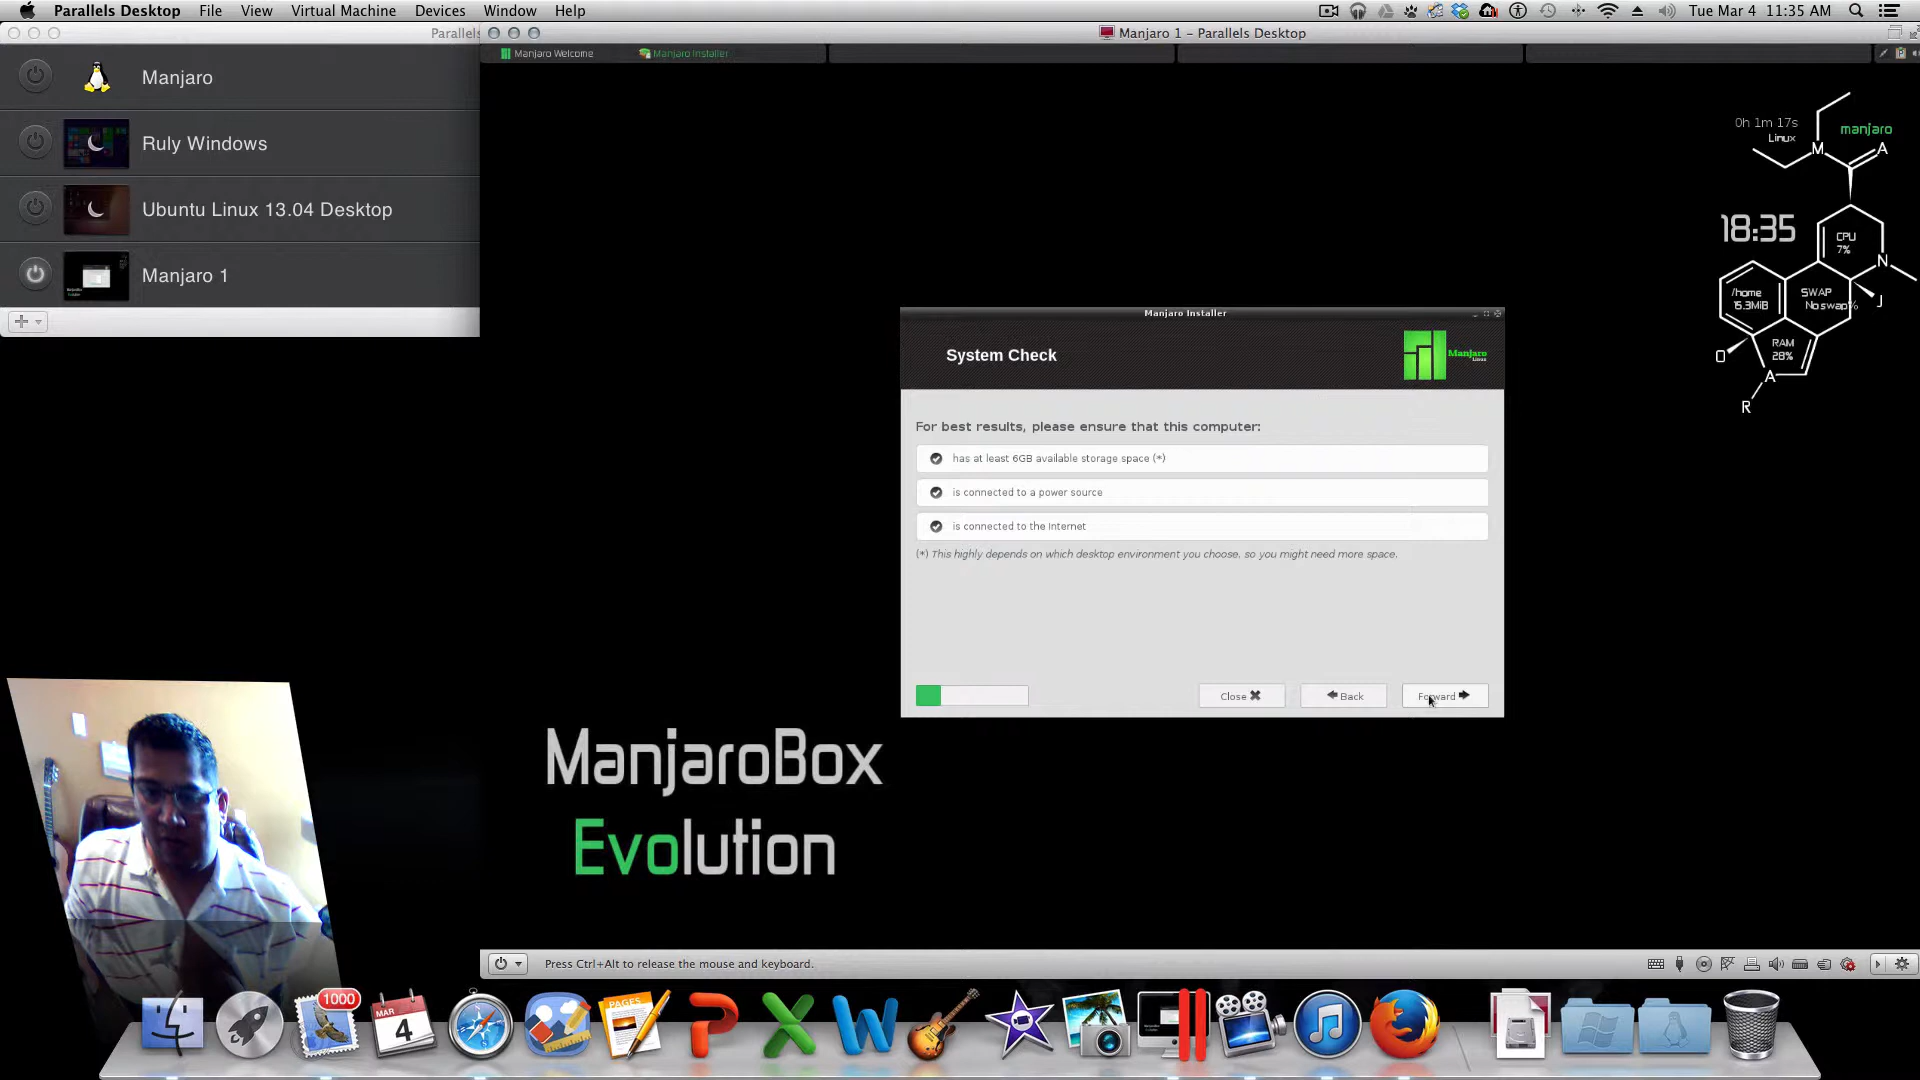 Parallels Desktop File View Virtual Machine Devices Window Help
Tue Mar 4 11:35 AM
Parallels
Manjaro 1 - Parallels Desktop
Manjaro Welcome
Manjaro Installer
Manjaro
Ruly Windows
Ubuntu Linux 13.04 Desktop
Manjaro 1
0h 1m 17s
Linux
manjaro
M
A
18:35
CPU
7%
N
/home
15.3MiB
SWAP
No swap%
J
O
RAM
28%
A
R
Manjaro Installer
System Check
Manjaro
Linux
For best results, please ensure that this computer:
has at least 6GB available storage space (*)
is connected to a power source
is connected to the Internet
(*) This highly depends on which desktop environment you choose, so you might need more space.
Close
Back
Forward
ManjaroBox
Evolution
Press Ctrl+Alt to release the mouse and keyboard.
1000
MAR
4
PAGES